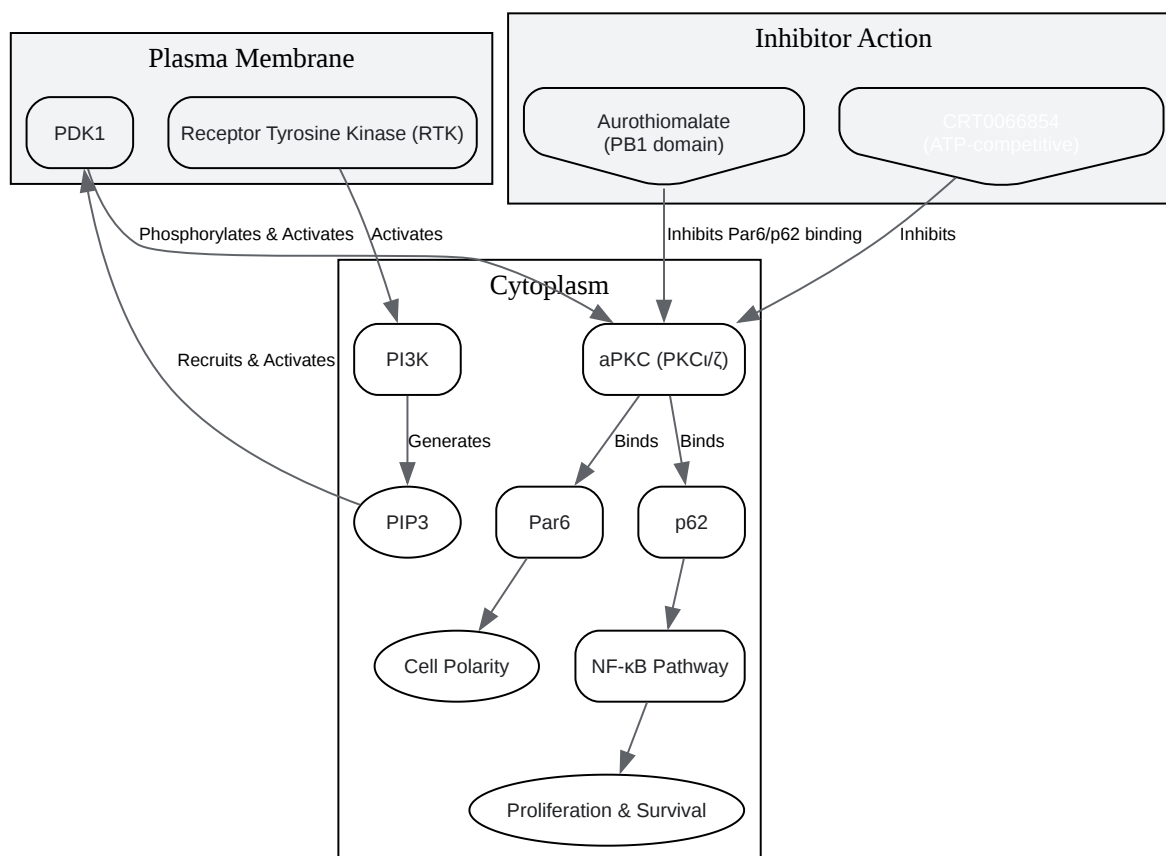 Plasma Membrane
Inhibitor Action
PDK1
Receptor Tyrosine Kinase (RTK)
Aurothiomalate
(PB1 domain)
CRT0066854
(ATP-competitive)
Phosphorylates & Activates
Activates
Inhibits Par6/p62 binding
Inhibits
Cytoplasm
Recruits & Activates
PI3K
aPKC (PKCι/ζ)
Generates
Binds
Binds
PIP3
Par6
p62
Cell Polarity
NF-κB Pathway
Proliferation & Survival